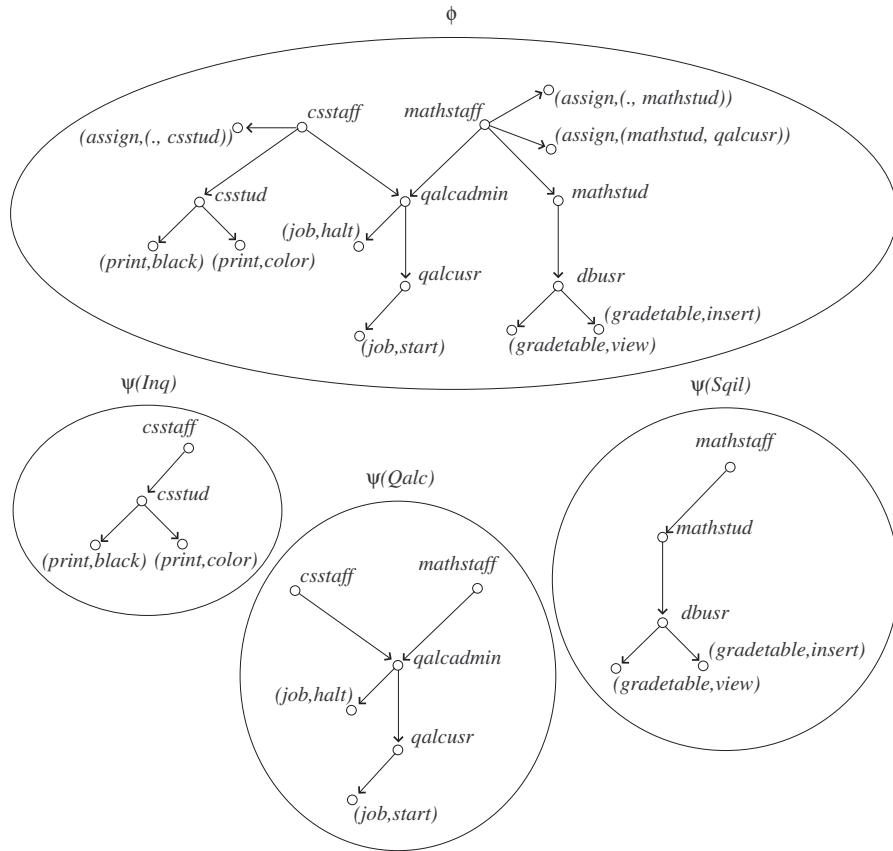 ϕ
(assign,(., mathstud))
csstaff
mathstaff
(assign,(., csstud))
(assign,(mathstud, qalcusr))
csstud
qalcadmin
mathstud
(job,halt)
(print,black)
(print,color)
qalcusr
dbusr
(gradetable,insert)
(job,start)
(gradetable,view)
ψ(Inq)
ψ(Sqil)
csstaff
mathstaff
ψ(Qalc)
csstud
mathstud
(print,black)
(print,color)
csstaff
mathstaff
dbusr
qalcadmin
(gradetable,insert)
(gradetable,view)
(job,halt)
qalcusr
(job,start)